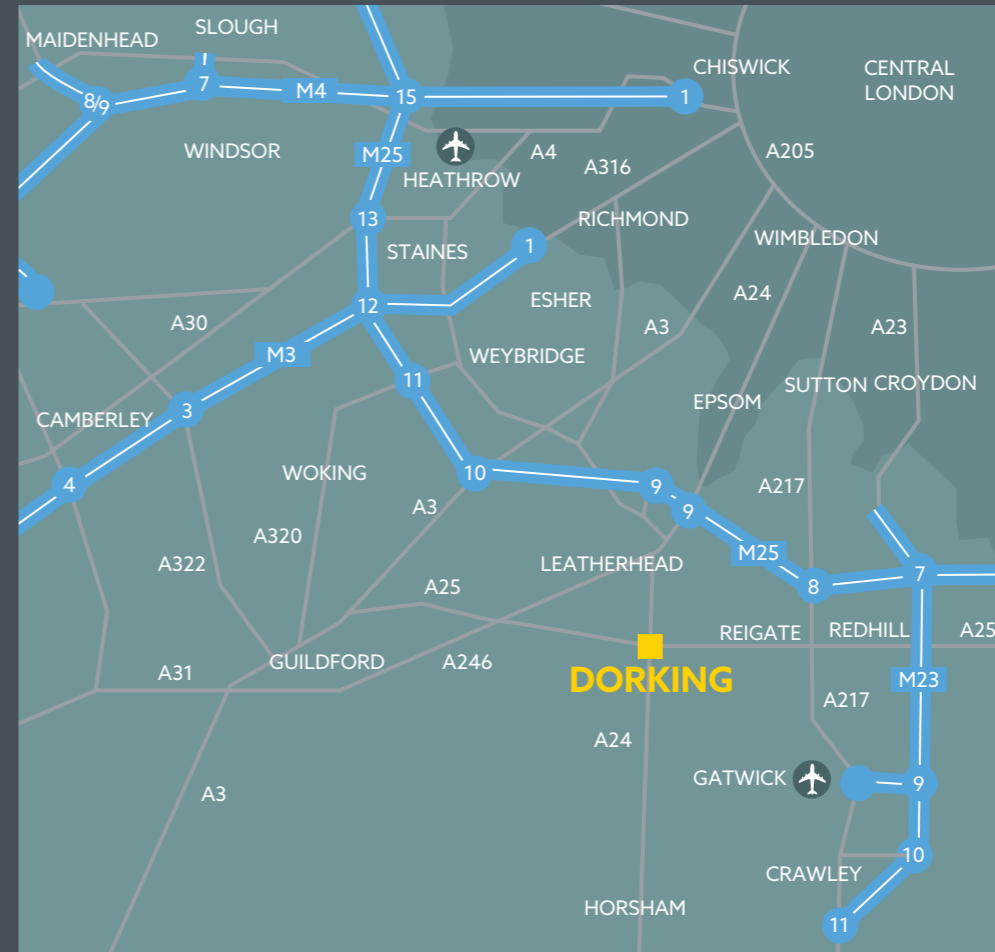 SLOUGH
MAIDENHEAD
CHISWICK
CENTRAL
LONDON
7
M4
8/9
15
1
WINDSOR
M25
A4
A316
A205
HEATHROW
13
RICHMOND
STAINES
1
WIMBLEDON
ESHER
A24
12
A30
A3
A23
M3
WEYBRIDGE
11
SUTTON
CROYDON
3
EPSOM
CAMBERLEY
WOKING
10
4
9
A217
A3
9
A320
M25
A322
LEATHERHEAD
7
A25
8
REIGATE
REDHILL
A25
GUILDFORD
A246
A31
DORKING
M23
A217
A24
GATWICK
9
A3
10
CRAWLEY
HORSHAM
11